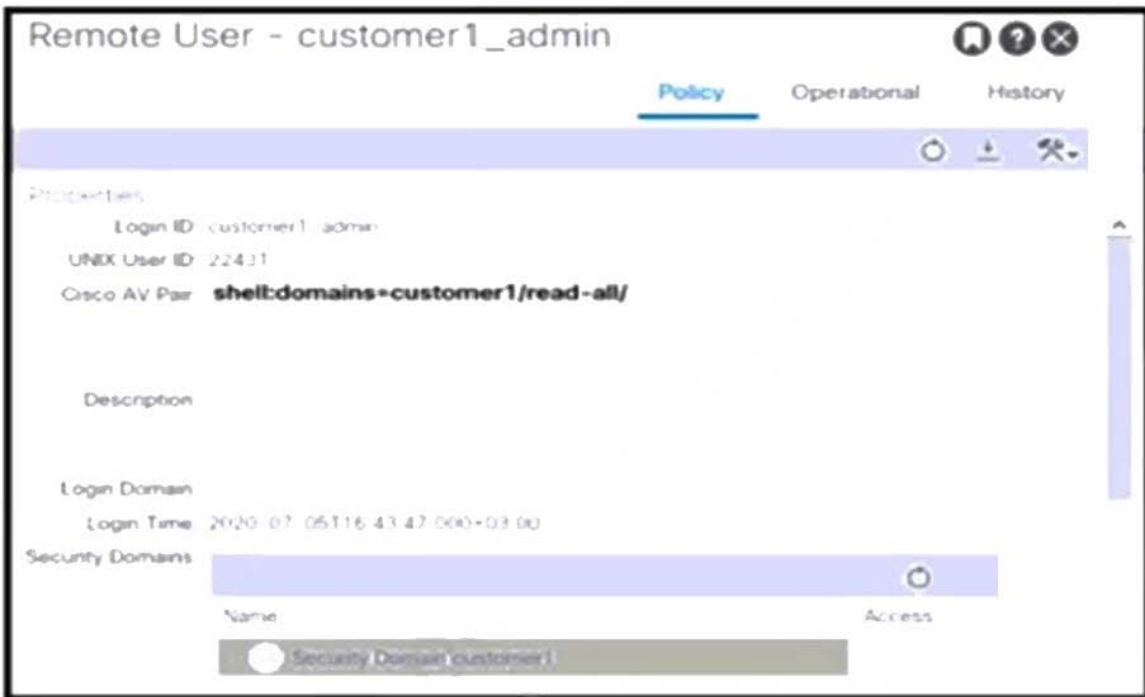 Remote User - customer1_admin
Policy Operational History
Properties
Login ID customer1_admin
UNIX User ID 22431
Cisco AV Pair shell:domains=customer1/read-all/
Description
Login Domain
Login Time 2020-07-05T16:43:47.000+03:00
Security Domains
Name Access
Security Domain customer1